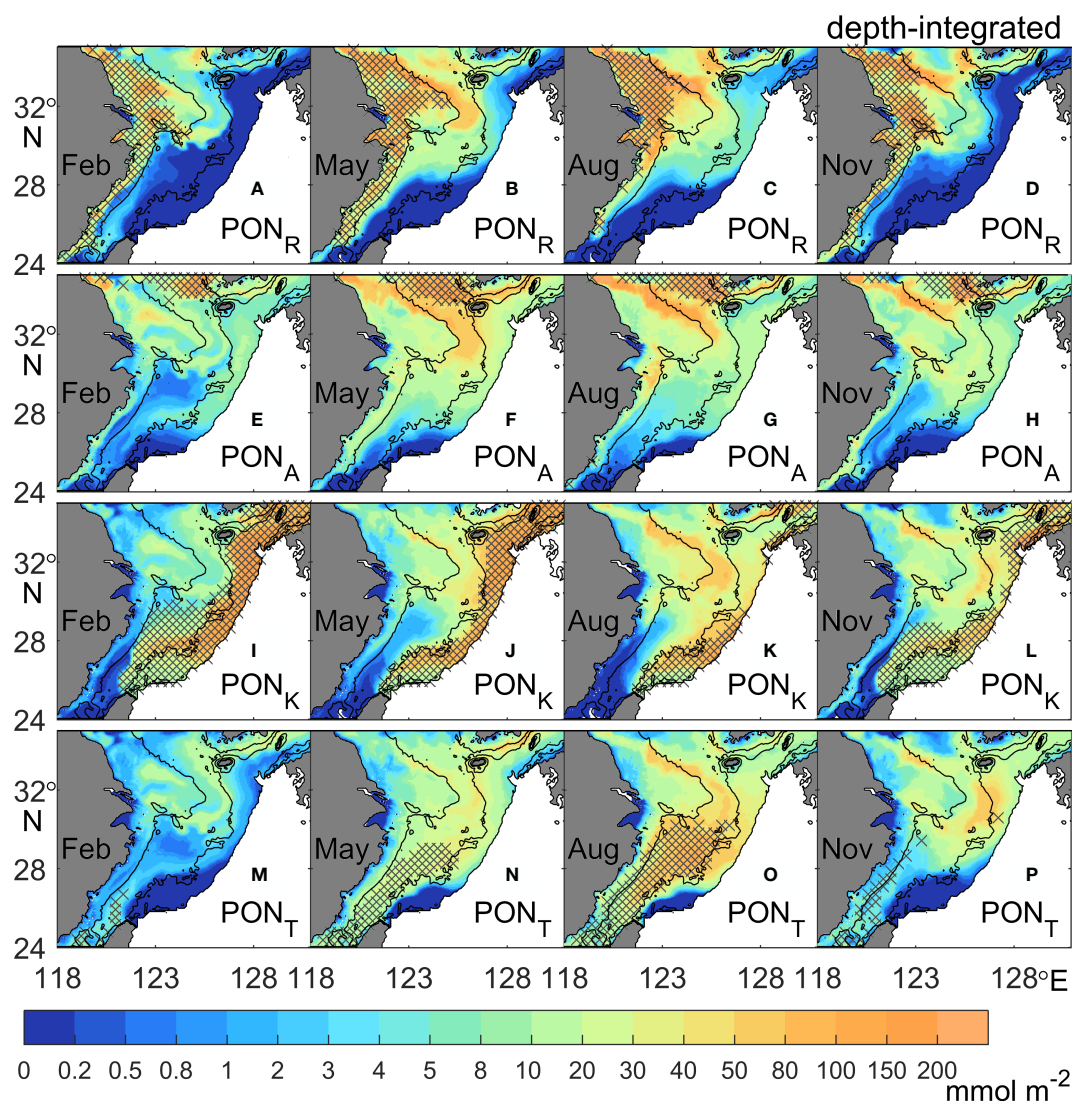 depth-integrated
32° N
28
24
Feb A PON_R
May B PON_R
Aug C PON_R
Nov D PON_R
32° N
28
24
Feb E PON_A
May F PON_A
Aug G PON_A
Nov H PON_A
32° N
28
24
Feb I PON_K
May J PON_K
Aug K PON_K
Nov L PON_K
32° N
28
24
Feb M PON_T
May N PON_T
Aug O PON_T
Nov P PON_T
118 123 128 118 123 128 118 123 128 118 123 128°E
0 0.2 0.5 0.8 1 2 3 4 5 8 10 20 30 40 50 80 100 150 200
mmol m⁻²